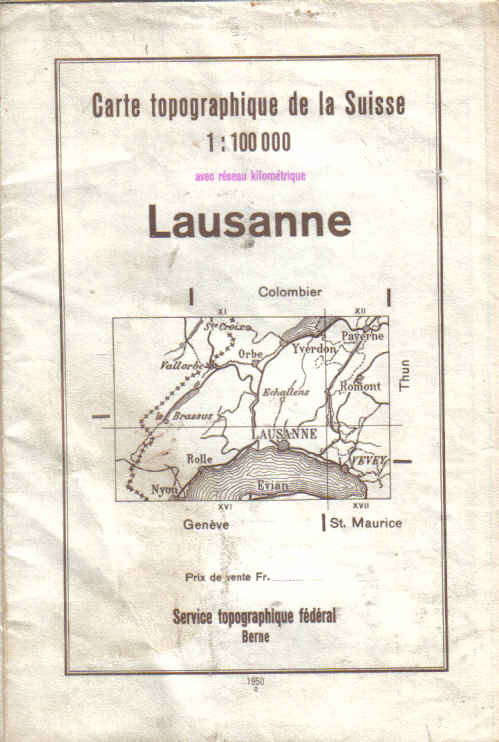 Carte topographique de la Suisse
1 : 100 000
avec réseau kilométrique
Lausanne
Colombier
XI XII
Ste Croix
Payerne
Yverdon
Orbe
Vallorbe
Thun
Romont
Echallens
le Brassus
LAUSANNE
Rolle
VEVEY
Nyon
Evian
XVI XVII
Genève
St. Maurice
Prix de vente Fr.
Service topographique fédéral
Berne
1950